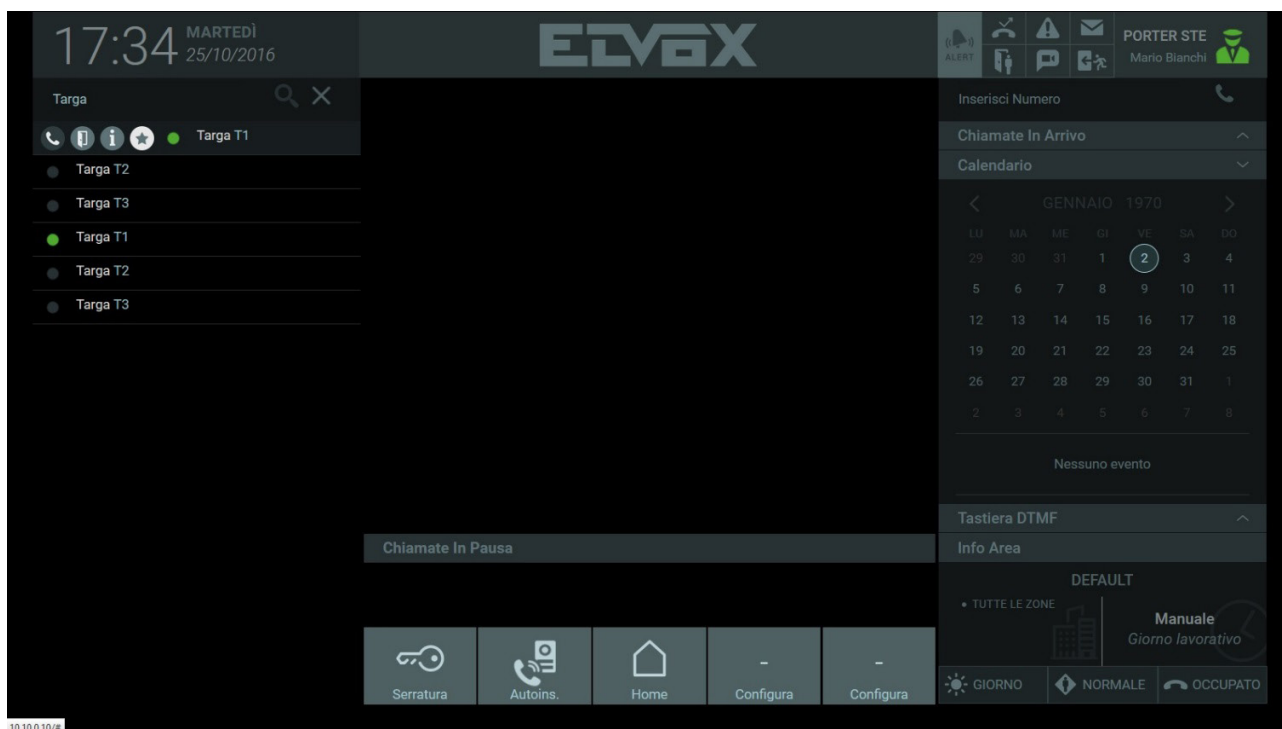 17:34 MARTEDÌ
25/10/2016
ELVOX
ALERT
PORTER STE
Mario Bianchi
Targa
Targa T1
Targa T2
Targa T3
Targa T1
Targa T2
Targa T3
Chiamate In Pausa
Serratura
Autoins.
Home
-
Configura
-
Configura
Inserisci Numero
Chiamate In Arrivo
Calendario
GENNAIO 1970
LU MA ME GI VE SA DO
29 30 31 1 2 3 4
5 6 7 8 9 10 11
12 13 14 15 16 17 18
19 20 21 22 23 24 25
26 27 28 29 30 31 1
2 3 4 5 6 7 8
Nessuno evento
Tastiera DTMF
Info Area
DEFAULT
• TUTTE LE ZONE
Manuale
Giorno lavorativo
GIORNO
NORMALE
OCCUPATO
10.10.0.10/#